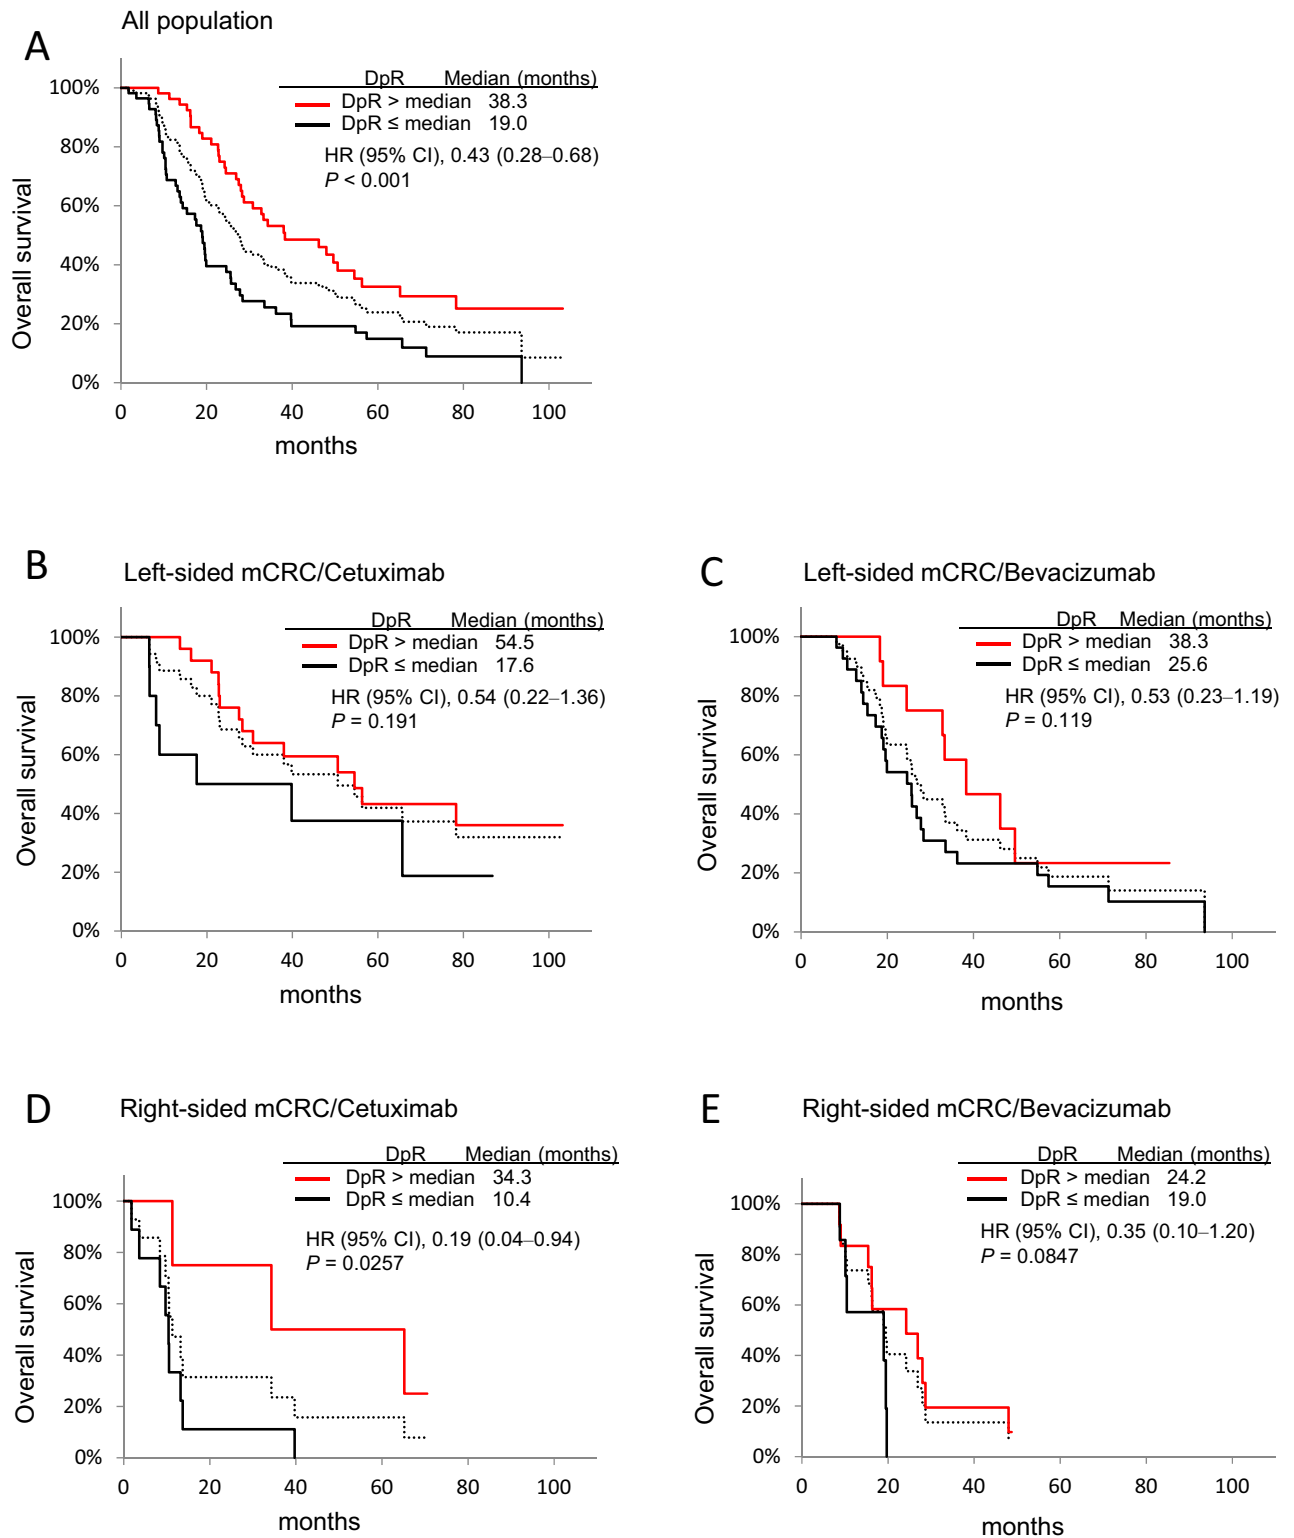 A
All population
DpR Median (months)
DpR > median 38.3
DpR ≤ median 19.0
HR (95% CI), 0.43 (0.28–0.68)
P < 0.001
Overall survival
100%
80%
60%
40%
20%
0%
0 20 40 60 80 100
months
B
Left-sided mCRC/Cetuximab
DpR Median (months)
DpR > median 54.5
DpR ≤ median 17.6
HR (95% CI), 0.54 (0.22–1.36)
P = 0.191
Overall survival
100%
80%
60%
40%
20%
0%
0 20 40 60 80 100
months
C
Left-sided mCRC/Bevacizumab
DpR Median (months)
DpR > median 38.3
DpR ≤ median 25.6
HR (95% CI), 0.53 (0.23–1.19)
P = 0.119
Overall survival
100%
80%
60%
40%
20%
0%
0 20 40 60 80 100
months
D
Right-sided mCRC/Cetuximab
DpR Median (months)
DpR > median 34.3
DpR ≤ median 10.4
HR (95% CI), 0.19 (0.04–0.94)
P = 0.0257
Overall survival
100%
80%
60%
40%
20%
0%
0 20 40 60 80 100
months
E
Right-sided mCRC/Bevacizumab
DpR Median (months)
DpR > median 24.2
DpR ≤ median 19.0
HR (95% CI), 0.35 (0.10–1.20)
P = 0.0847
Overall survival
100%
80%
60%
40%
20%
0%
0 20 40 60 80 100
months